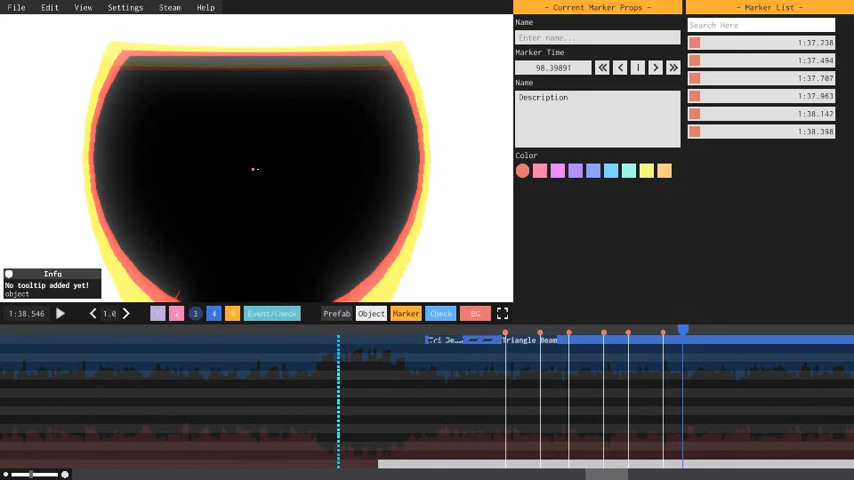 File Edit View Settings Steam Help
- Current Marker Props -
- Marker List -
Name
Enter name...
Search Here
Marker Time
98.39891
1:37.238
1:37.494
1:37.707
1:37.963
1:38.142
1:38.398
Name
Description
Color
Info
No tooltip added yet!
object
1:38.546
1.0
1
2
3
4
5
Event/Check
Prefab
Object
Marker
Check
BG
Triangle Beam